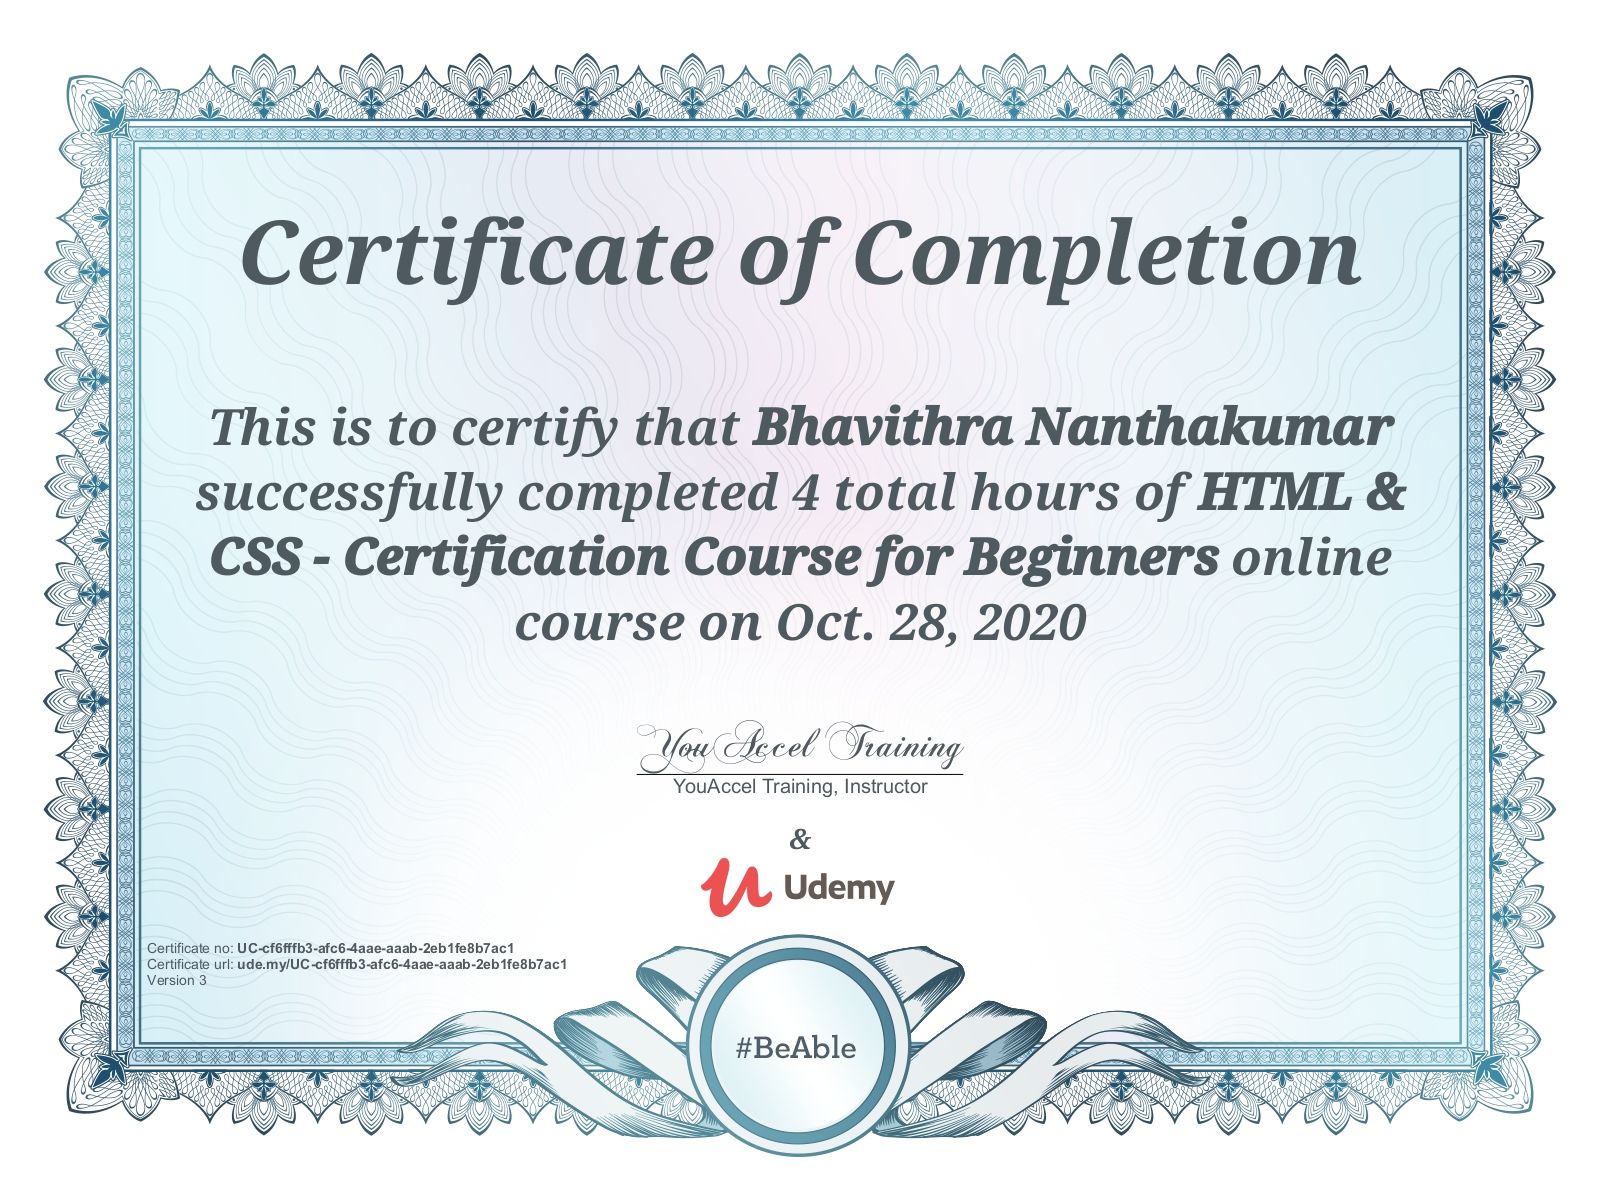 Certificate of Completion
This is to certify that Bhavithra Nanthakumar
successfully completed 4 total hours of HTML &
CSS - Certification Course for Beginners online
course on Oct. 28, 2020
YouAccel Training
YouAccel Training, Instructor
&
Udemy
Certificate no: UC-cf6fffb3-afc6-4aae-aaab-2eb1fe8b7ac1
Certificate url: ude.my/UC-cf6fffb3-afc6-4aae-aaab-2eb1fe8b7ac1
Version 3
#BeAble